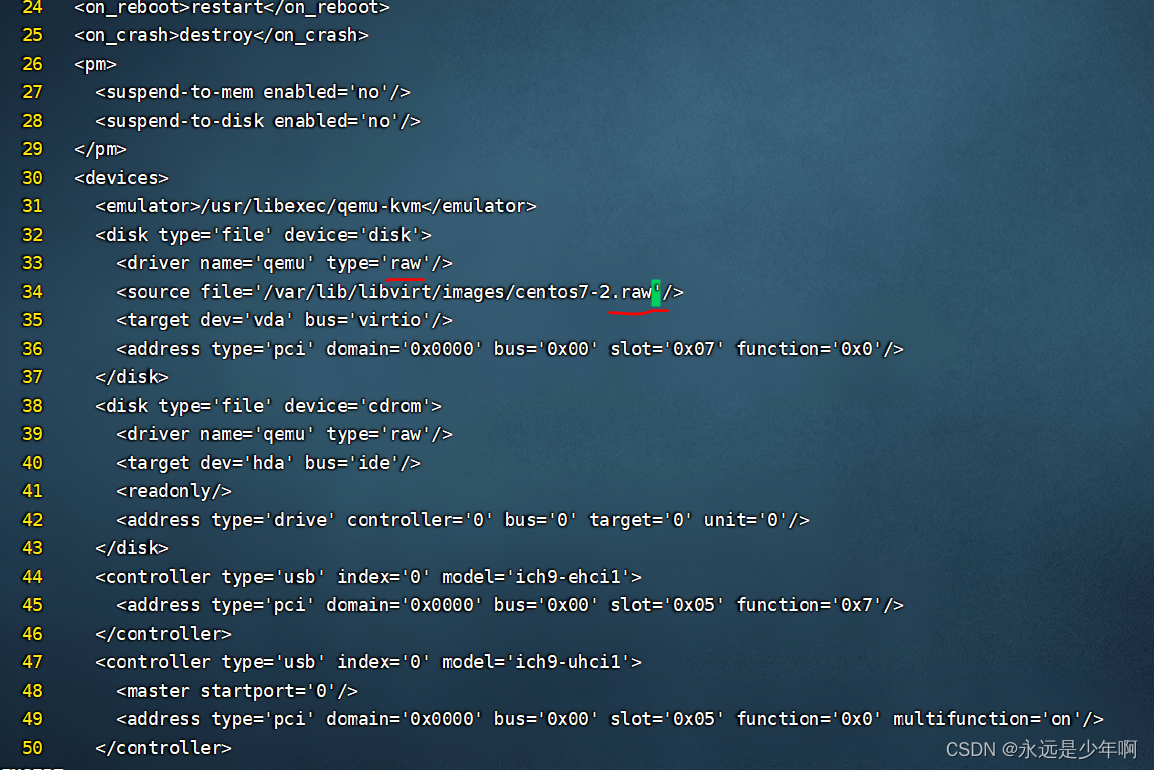 24   <on_reboot>restart</on_reboot>
25   <on_crash>destroy</on_crash>
26   <pm>
27     <suspend-to-mem enabled='no'/>
28     <suspend-to-disk enabled='no'/>
29   </pm>
30   <devices>
31     <emulator>/usr/libexec/qemu-kvm</emulator>
32     <disk type='file' device='disk'>
33       <driver name='qemu' type='raw'/>
34       <source file='/var/lib/libvirt/images/centos7-2.raw'/>
35       <target dev='vda' bus='virtio'/>
36       <address type='pci' domain='0x0000' bus='0x00' slot='0x07' function='0x0'/>
37     </disk>
38     <disk type='file' device='cdrom'>
39       <driver name='qemu' type='raw'/>
40       <target dev='hda' bus='ide'/>
41       <readonly/>
42       <address type='drive' controller='0' bus='0' target='0' unit='0'/>
43     </disk>
44     <controller type='usb' index='0' model='ich9-ehci1'>
45       <address type='pci' domain='0x0000' bus='0x00' slot='0x05' function='0x7'/>
46     </controller>
47     <controller type='usb' index='0' model='ich9-uhci1'>
48       <master startport='0'/>
49       <address type='pci' domain='0x0000' bus='0x00' slot='0x05' function='0x0' multifunction='on'/>
50     </controller>
CSDN @永远是少年啊